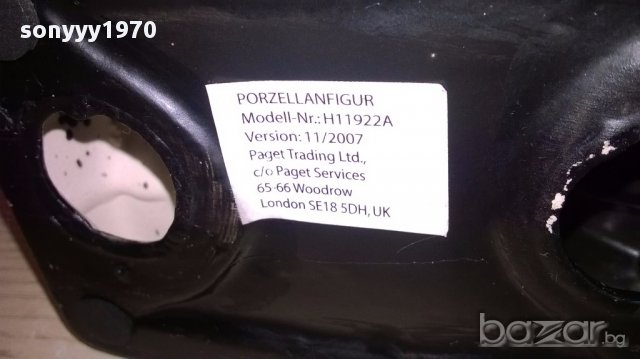 sonyyy1970
PORZELLANFIGUR
Modell-Nr.: H11922A
Version: 11/2007
Paget Trading Ltd.,
c/o Paget Services
65-66 Woodrow
London SE18 5DH, UK
bazar.bg